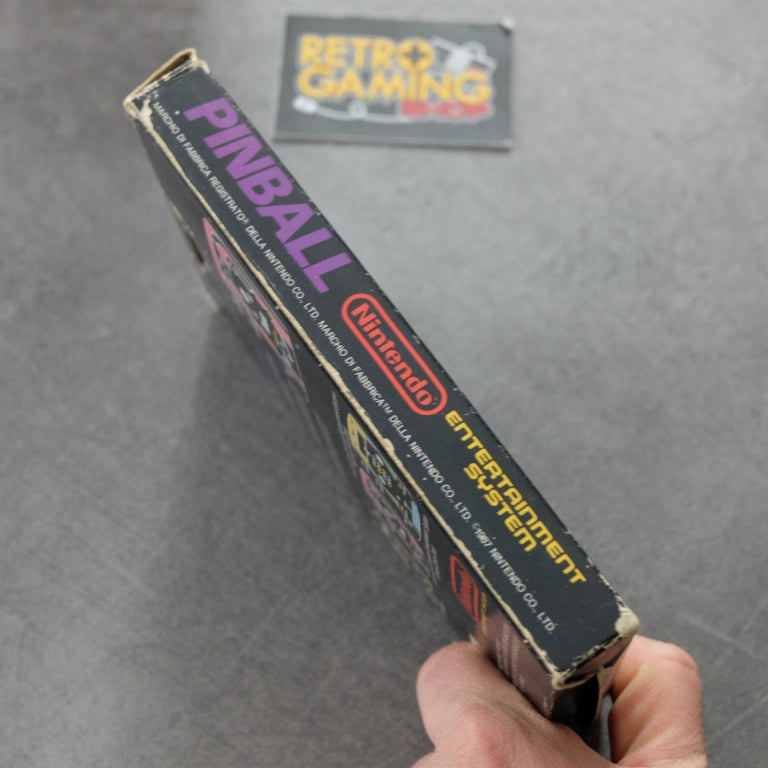 RETRO
GAMING
SHOP
PINBALL
Nintendo
ENTERTAINMENT
SYSTEM
MARCHIO DI FABBRICA REGISTRATO® DELLA NINTENDO CO., LTD. MARCHIO DI FABBRICA™ DELLA NINTENDO CO., LTD. ©1987 NINTENDO CO., LTD.